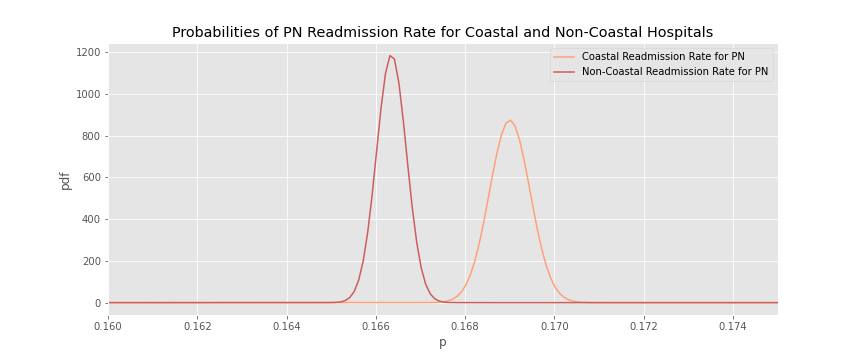 Probabilities of PN Readmission Rate for Coastal and Non-Coastal Hospitals
Coastal Readmission Rate for PN
Non-Coastal Readmission Rate for PN
1200
1000
800
600
400
200
0
pdf
0.160 0.162 0.164 0.166 0.168 0.170 0.172 0.174
p